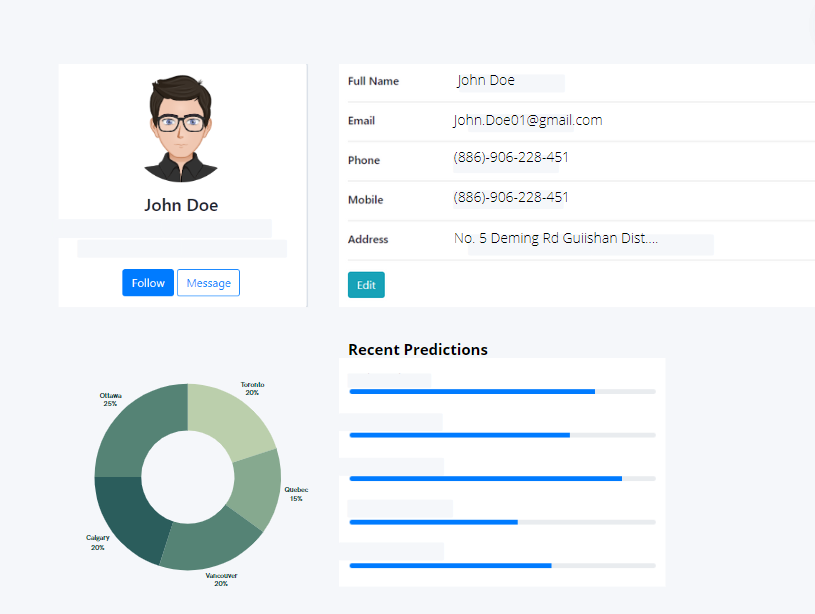 John Doe
Follow Message
Full Name John Doe
Email John.Doe01@gmail.com
Phone (886)-906-228-451
Mobile (886)-906-228-451
Address No. 5 Deming Rd Guiishan Dist....
Edit
Recent Predictions
Toronto
20%
Ottawa
25%
Quebec
15%
Calgary
20%
Vancouver
20%